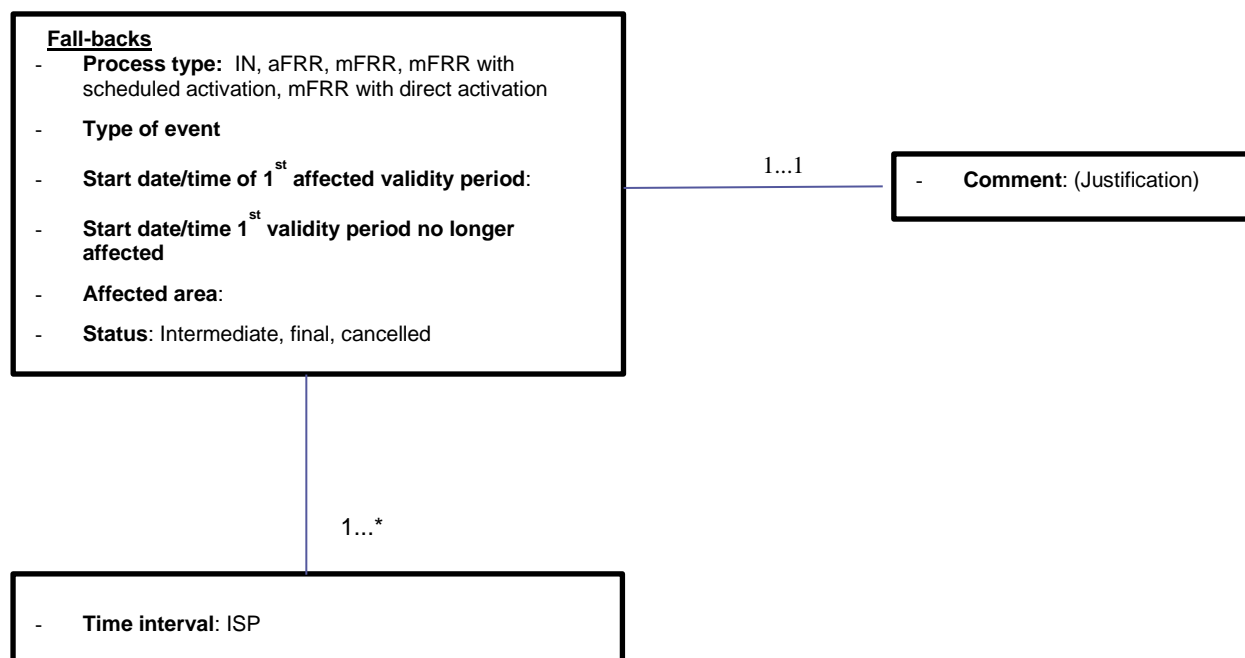 Fall-backs
- Process type: IN, aFRR, mFRR, mFRR with
scheduled activation, mFRR with direct activation
- Type of event
- Start date/time of 1st affected validity period:
- Start date/time 1st validity period no longer
affected
- Affected area:
- Status: Intermediate, final, cancelled
1...1
- Comment: (Justification)
1...*
- Time interval: ISP